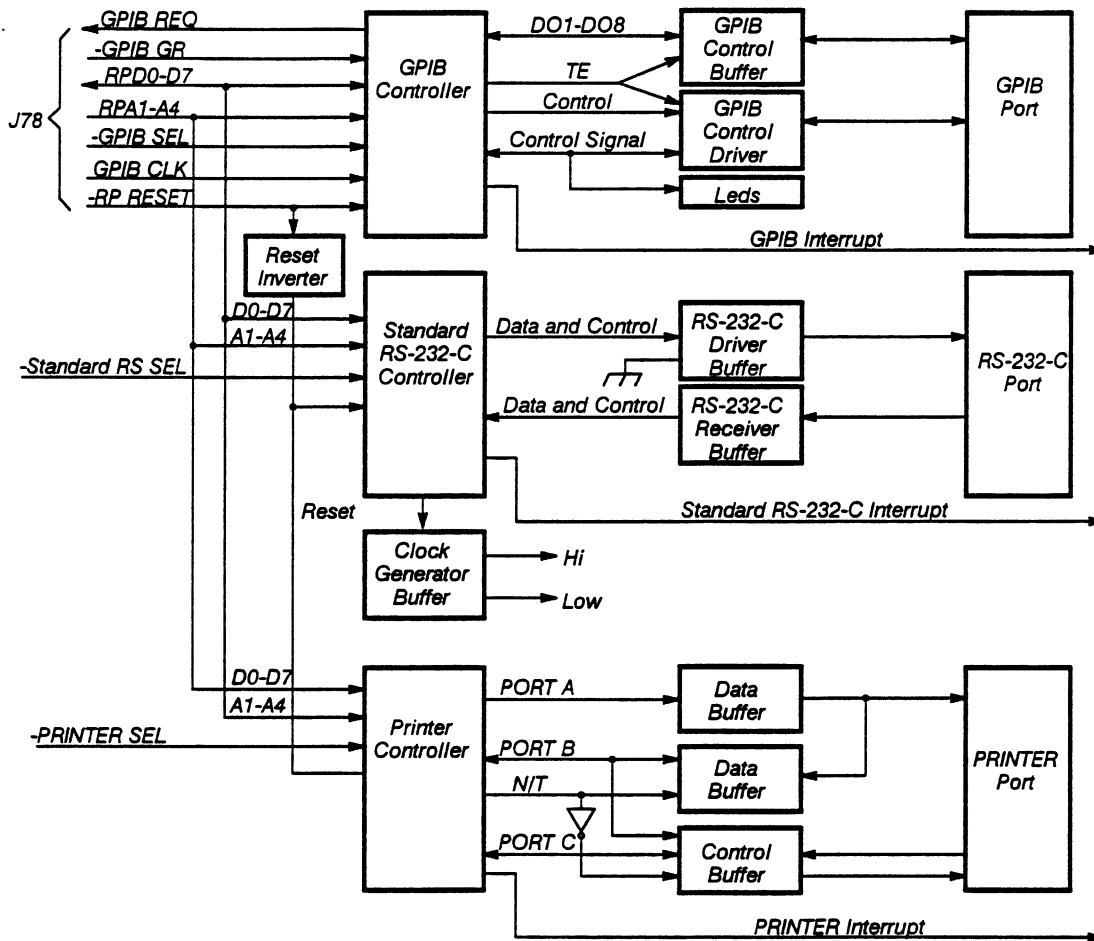 GPIB REQ
-GPIB GR
RPD0-D7
RPA1-A4
-GPIB SEL
GPIB CLK
-RP RESET
J78
GPIB
Controller
DO1-DO8
TE
Control
Control Signal
GPIB
Control
Buffer
GPIB
Control
Driver
Leds
GPIB
Port
GPIB Interrupt
Reset
Inverter
D0-D7
A1-A4
-Standard RS SEL
Standard
RS-232-C
Controller
Data and Control
Data and Control
RS-232-C
Driver
Buffer
RS-232-C
Receiver
Buffer
RS-232-C
Port
Standard RS-232-C Interrupt
Reset
Clock
Generator
Buffer
Hi
Low
D0-D7
A1-A4
-PRINTER SEL
Printer
Controller
PORT A
PORT B
N/T
PORT C
Data
Buffer
Data
Buffer
Control
Buffer
PRINTER
Port
PRINTER Interrupt